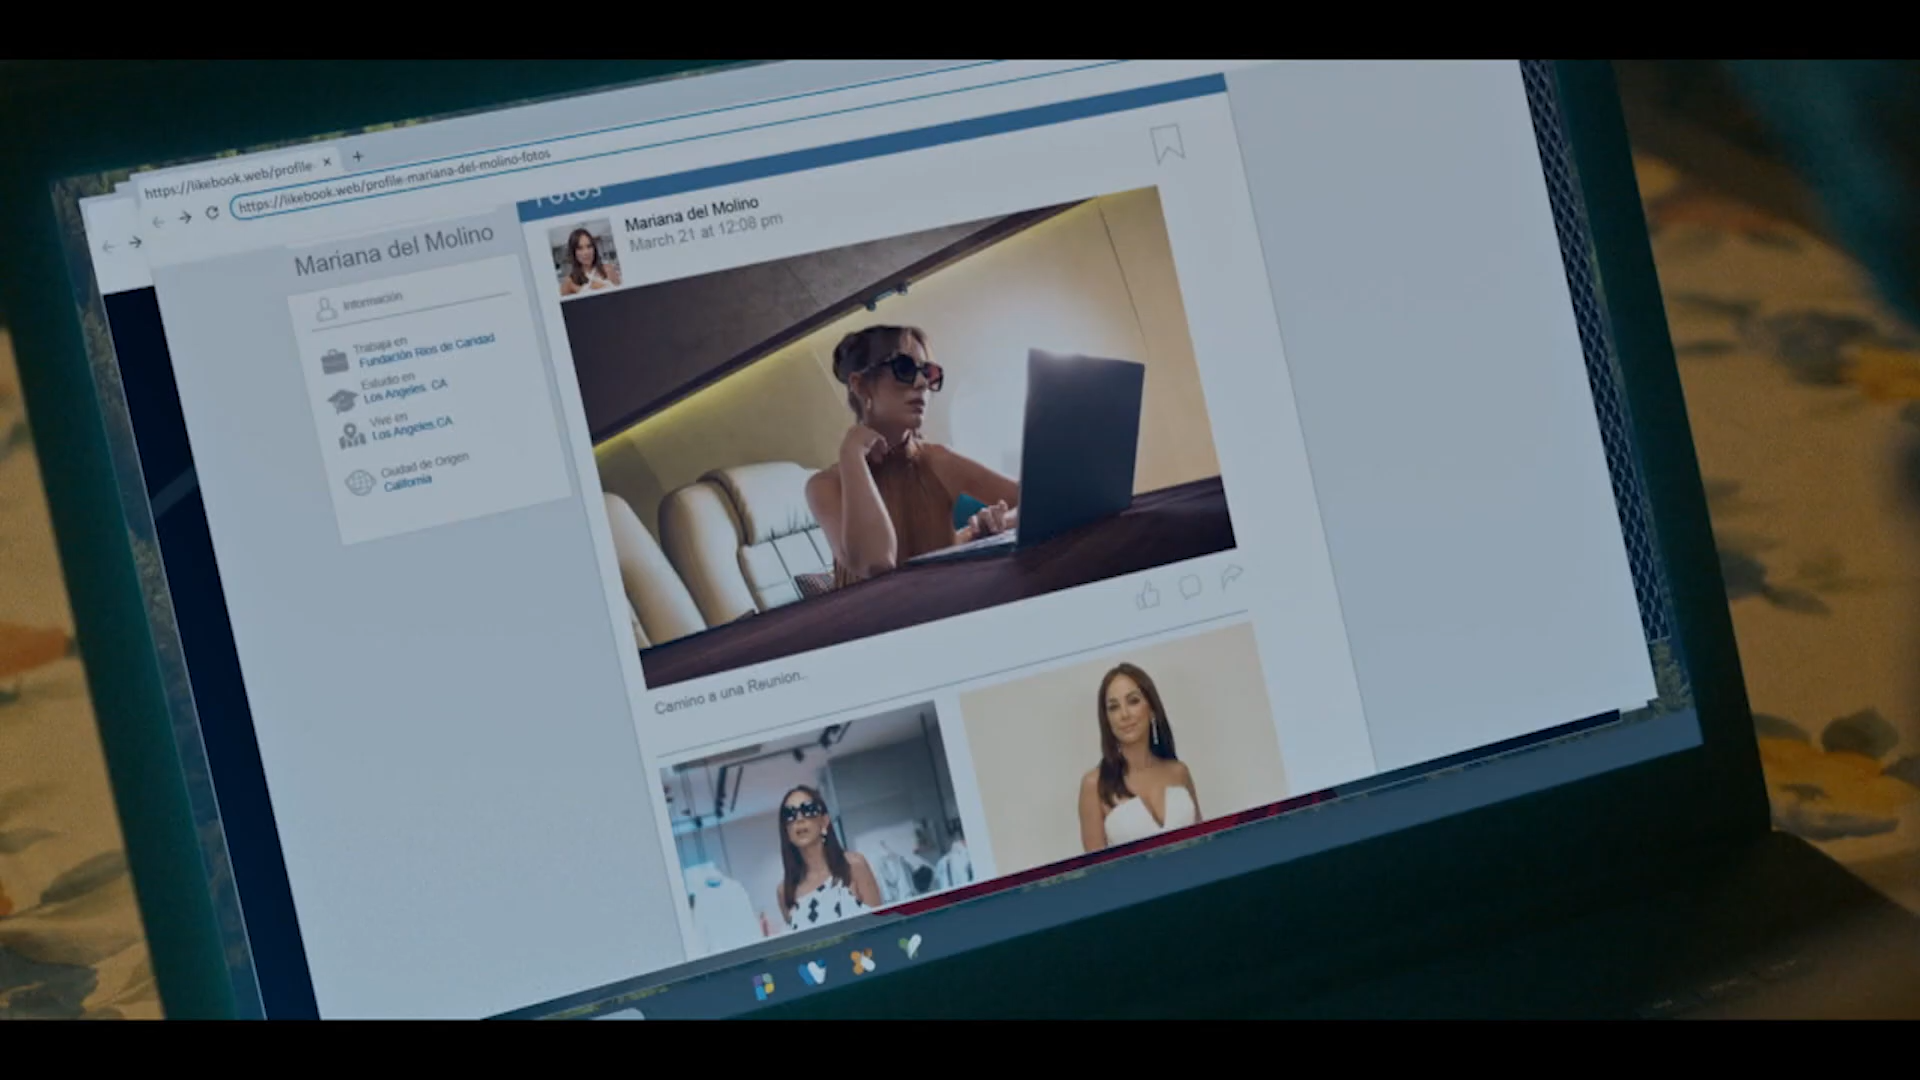 https://likebook.web/profile-
https://likebook.web/profile-mariana-del-molino-fotos
Fotos
Mariana del Molino
Información
Trabaja en
Fundación Rios de Caridad
Estudio en
Los Angeles. CA
Vive en
Los Angeles.CA
Ciudad de Origen
California
Mariana del Molino
March 21 at 12:08 pm
Camino a una Reunion..